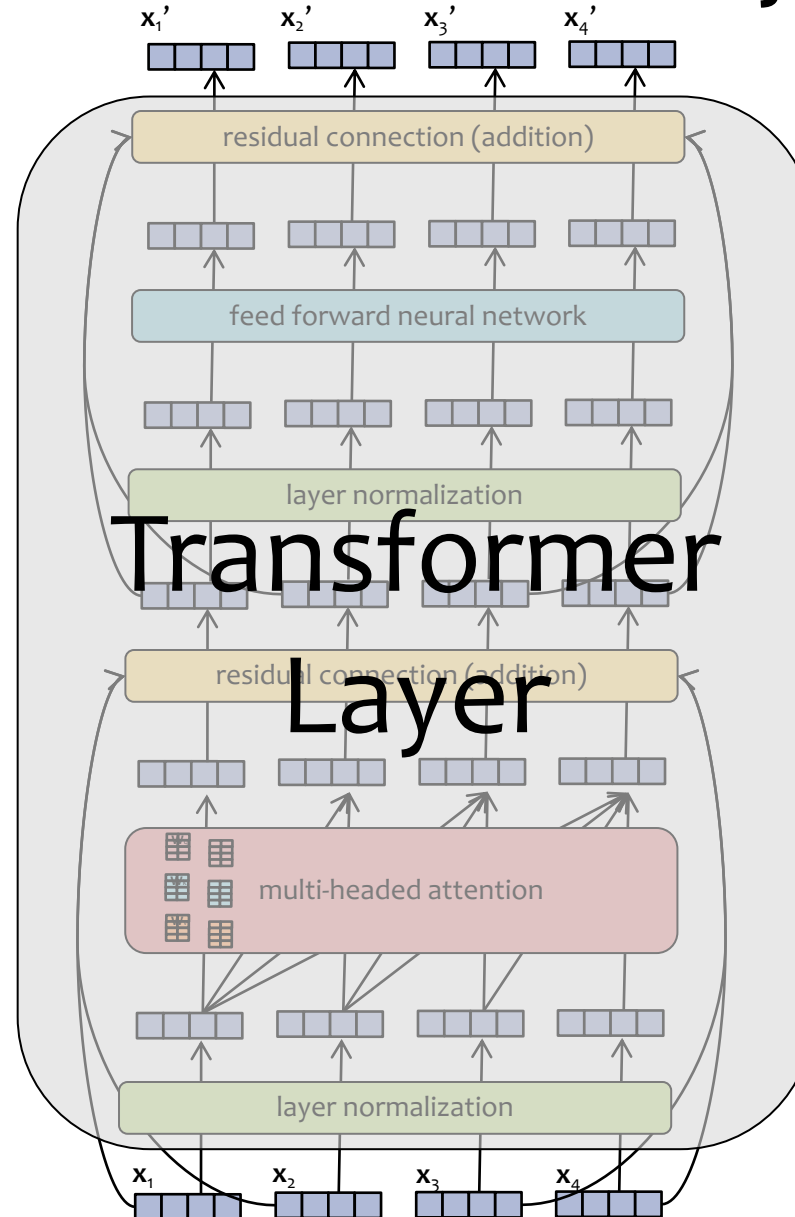 x₁’ x₂’ x₃’ x₄’
residual connection (addition)
feed forward neural network
layer normalization
Transformer
residual connection (addition)
Layer
multi-headed attention
layer normalization
x₁ x₂ x₃ x₄